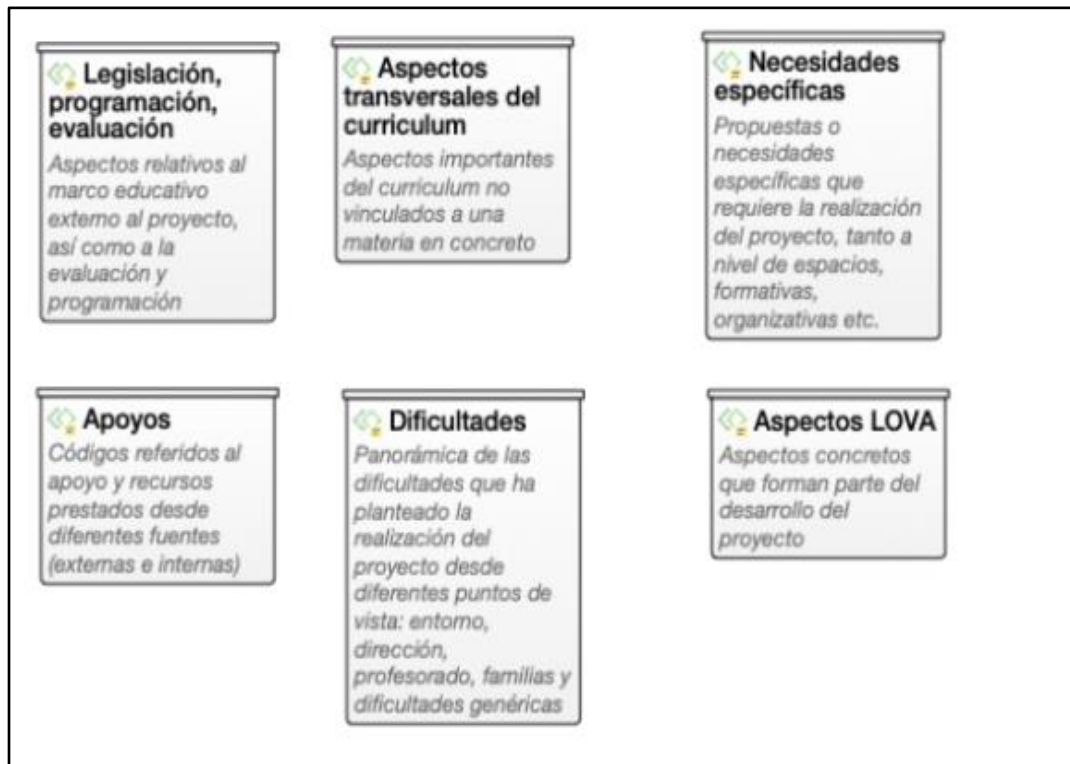 Legislación,
programación,
evaluación
Aspectos relativos al
marco educativo
externo al proyecto,
así como a la
evaluación y
programación
Aspectos
transversales del
curriculum
Aspectos importantes
del curriculum no
vinculados a una
materia en concreto
Necesidades
específicas
Propuestas o
necesidades
específicas que
requiere la realización
del proyecto, tanto a
nivel de espacios,
formativas,
organizativas etc.
Apoyos
Códigos referidos al
apoyo y recursos
prestados desde
diferentes fuentes
(externas e internas)
Dificultades
Panorámica de las
dificultades que ha
planteado la
realización del
proyecto desde
diferentes puntos de
vista: entorno,
dirección,
profesorado, familias y
dificultades genéricas
Aspectos LOVA
Aspectos concretos
que forman parte del
desarrollo del
proyecto